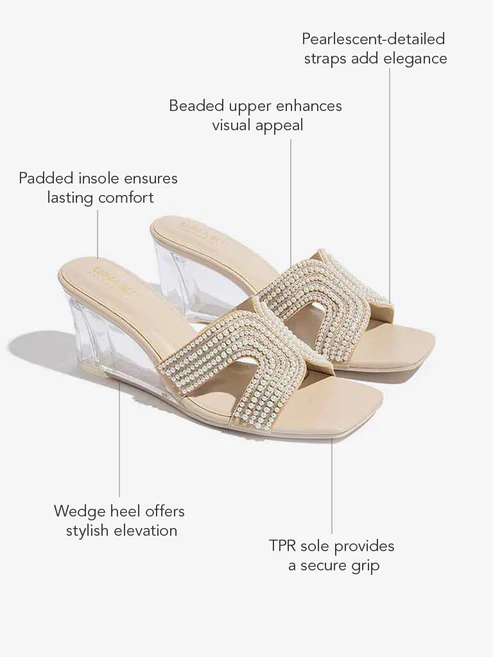 Pearlescent-detailed
straps add elegance
Beaded upper enhances
visual appeal
Padded insole ensures
lasting comfort
Wedge heel offers
stylish elevation
TPR sole provides
a secure grip